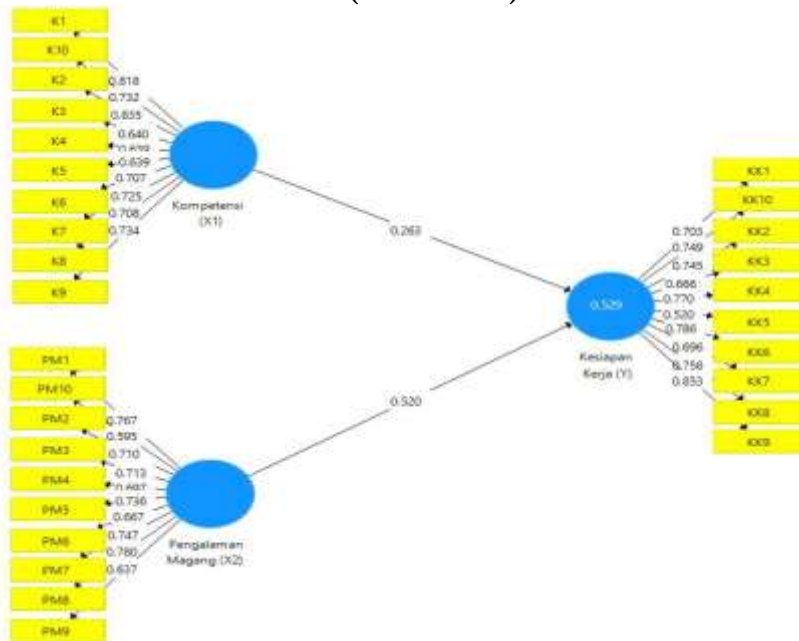 K1
K10
K2
K3
K4
K5
K6
K7
K8
K9
0.818
0.732
0.835
0.640
0.639
0.707
0.725
0.708
0.734
Kompetensi
(X1)
0.263
PM1
PM10
PM2
PM3
PM4
PM5
PM6
PM7
PM8
PM9
0.767
0.595
0.710
0.713
0.736
0.667
0.747
0.780
0.637
Pengalaman
Magang (X2)
0.520
0.529
Kesiapan
Kerja (Y)
0.703
0.749
0.745
0.666
0.770
0.520
0.786
0.696
0.758
0.853
KK1
KK10
KK2
KK3
KK4
KK5
KK6
KK7
KK8
KK9